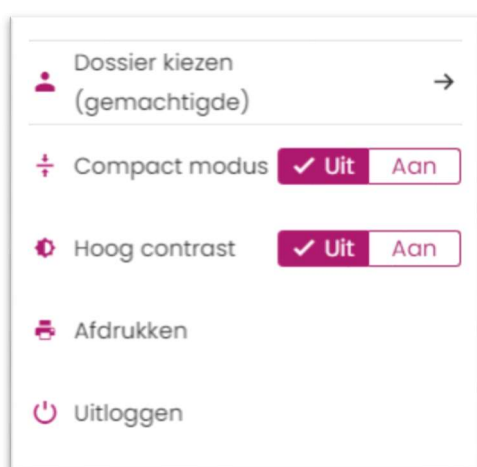 Dossier kiezen
(gemachtigde)
Compact modus Uit Aan
Hoog contrast Uit Aan
Afdrukken
Uitloggen